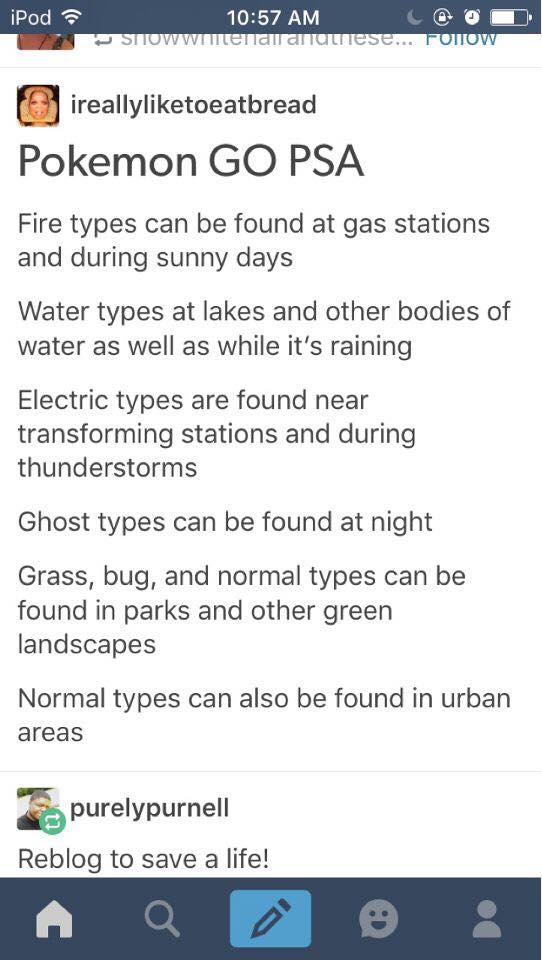 iPod 10:57 AM
snowwhitehairandthese... Follow
ireallyliketoeatbread
Pokemon GO PSA
Fire types can be found at gas stations
and during sunny days
Water types at lakes and other bodies of
water as well as while it’s raining
Electric types are found near
transforming stations and during
thunderstorms
Ghost types can be found at night
Grass, bug, and normal types can be
found in parks and other green
landscapes
Normal types can also be found in urban
areas
purelypurnell
Reblog to save a life!